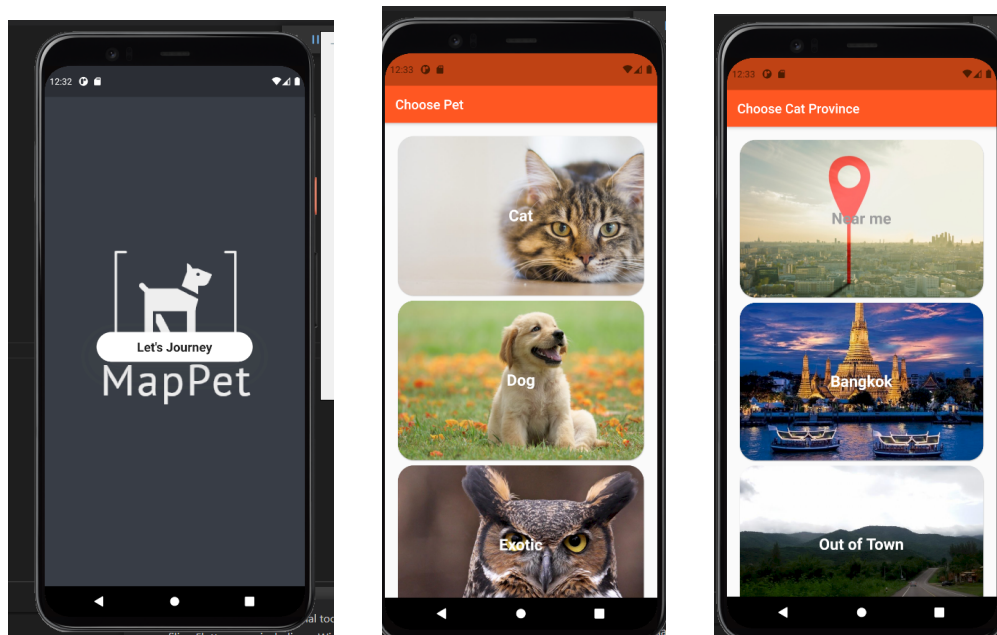 12:32
Let's Journey
MapPet
12:33
Choose Pet
Cat
Dog
Exotic
12:33
Choose Cat Province
Near me
Bangkok
Out of Town